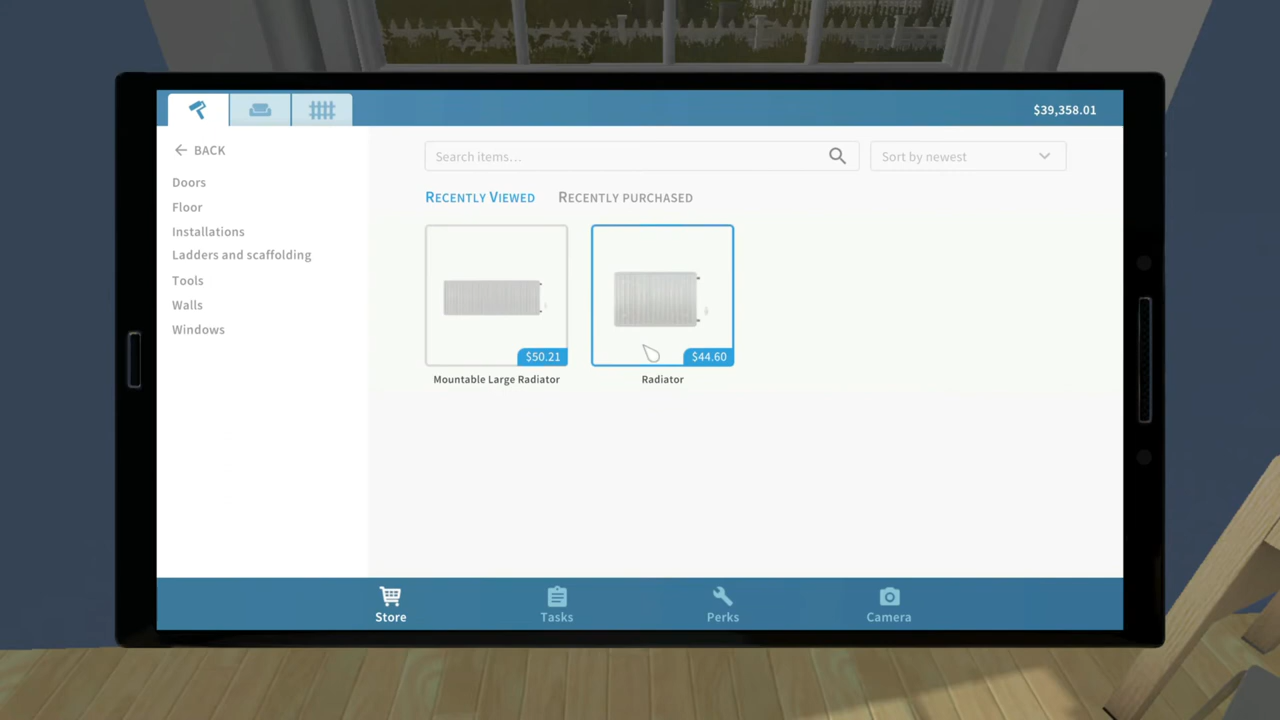 $39,358.01
BACK
Doors
Floor
Installations
Ladders and scaffolding
Tools
Walls
Windows
Search items...
Sort by newest
RECENTLY VIEWED
RECENTLY PURCHASED
$50.21
Mountable Large Radiator
$44.60
Radiator
Store
Tasks
Perks
Camera